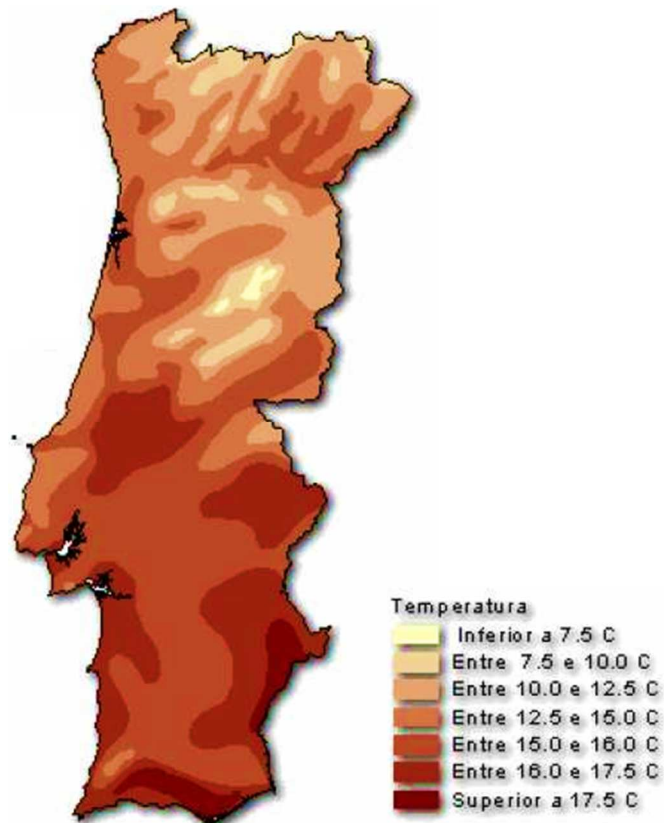 Temperatura
Inferior a 7.5 C
Entre 7.5 e 10.0 C
Entre 10.0 e 12.5 C
Entre 12.5 e 15.0 C
Entre 15.0 e 16.0 C
Entre 16.0 e 17.5 C
Superior a 17.5 C